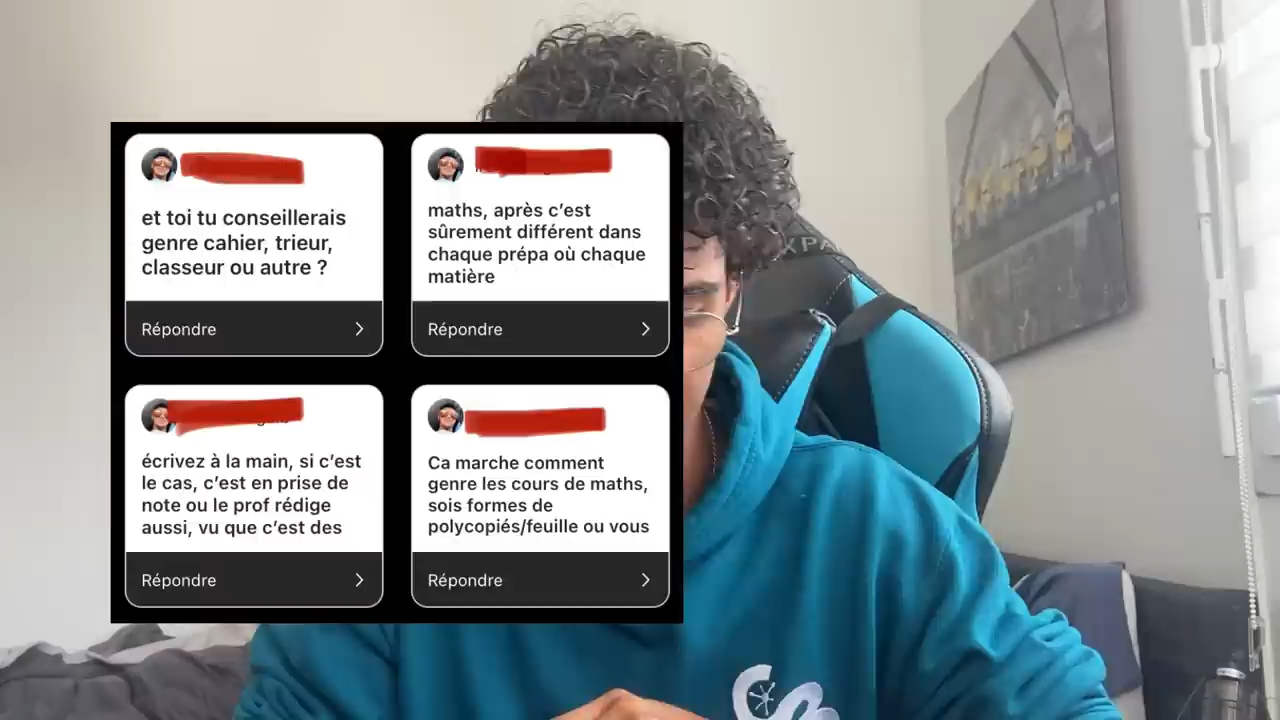 et toi tu conseillerais
genre cahier, trieur,
classeur ou autre ?
Répondre
maths, après c'est
sûrement différent dans
chaque prépa où chaque
matière
Répondre
écrivez à la main, si c'est
le cas, c'est en prise de
note ou le prof rédige
aussi, vu que c'est des
Répondre
Ca marche comment
genre les cours de maths,
sois formes de
polycopiés/feuille ou vous
Répondre